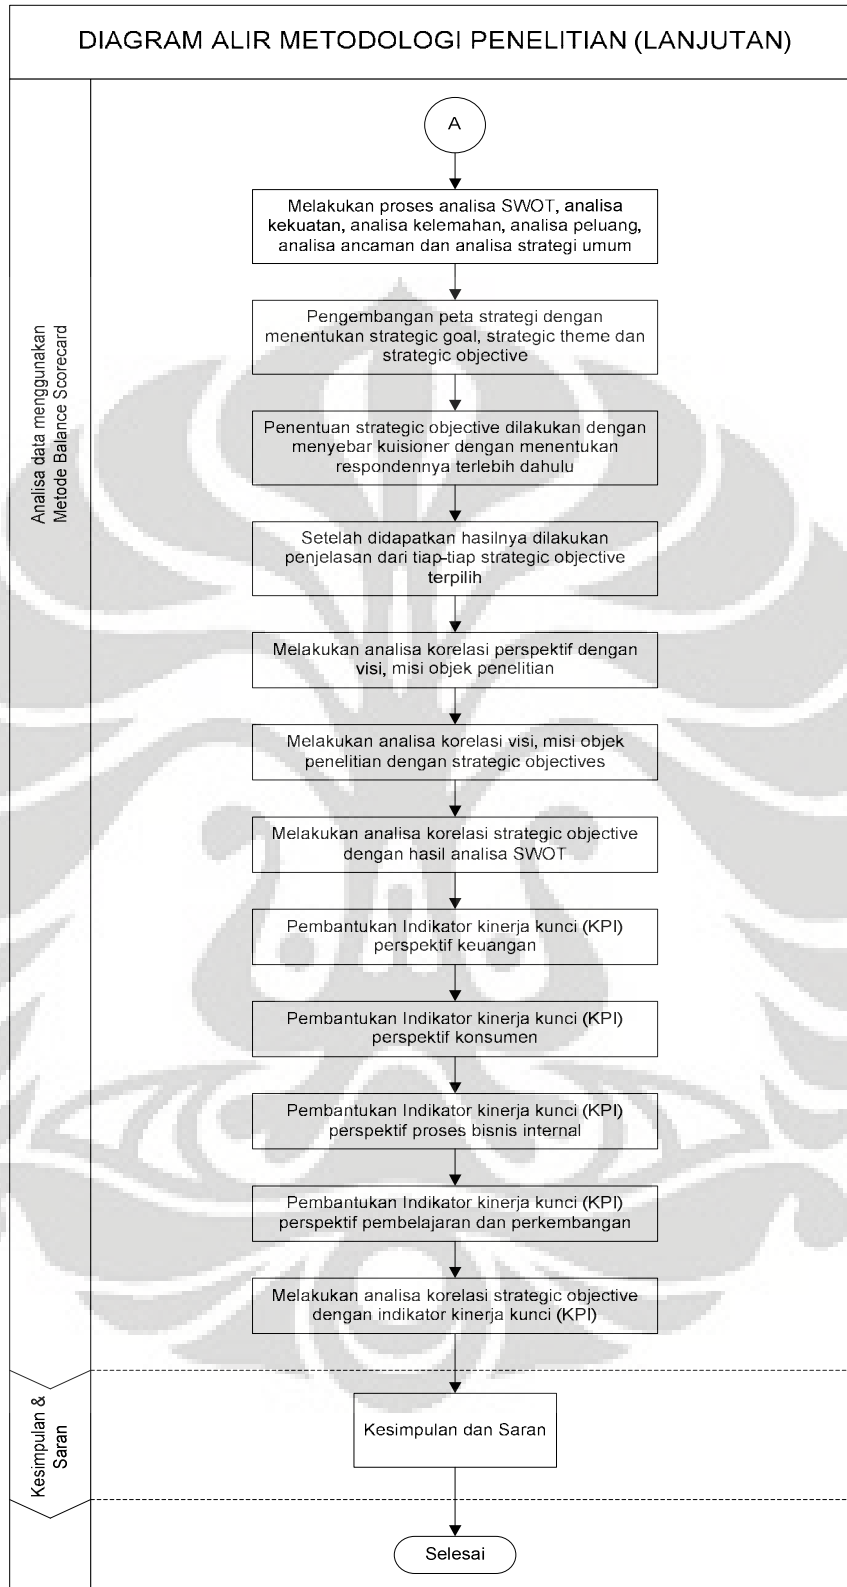 DIAGRAM ALIR METODOLOGI PENELITIAN (LANJUTAN)
A
Analisa data menggunakan
Metode Balance Scorecard
Melakukan proses analisa SWOT, analisa
kekuatan, analisa kelemahan, analisa peluang,
analisa ancaman dan analisa strategi umum
Pengembangan peta strategi dengan
menentukan strategic goal, strategic theme dan
strategic objective
Penentuan strategic objective dilakukan dengan
menyebar kuisioner dengan menentukan
respondennya terlebih dahulu
Setelah didapatkan hasilnya dilakukan
penjelasan dari tiap-tiap strategic objective
terpilih
Melakukan analisa korelasi perspektif dengan
visi, misi objek penelitian
Melakukan analisa korelasi visi, misi objek
penelitian dengan strategic objectives
Melakukan analisa korelasi strategic objective
dengan hasil analisa SWOT
Pembantukan Indikator kinerja kunci (KPI)
perspektif keuangan
Pembantukan Indikator kinerja kunci (KPI)
perspektif konsumen
Pembantukan Indikator kinerja kunci (KPI)
perspektif proses bisnis internal
Pembantukan Indikator kinerja kunci (KPI)
perspektif pembelajaran dan perkembangan
Melakukan analisa korelasi strategic objective
dengan indikator kinerja kunci (KPI)
Kesimpulan &
Saran
Kesimpulan dan Saran
Selesai